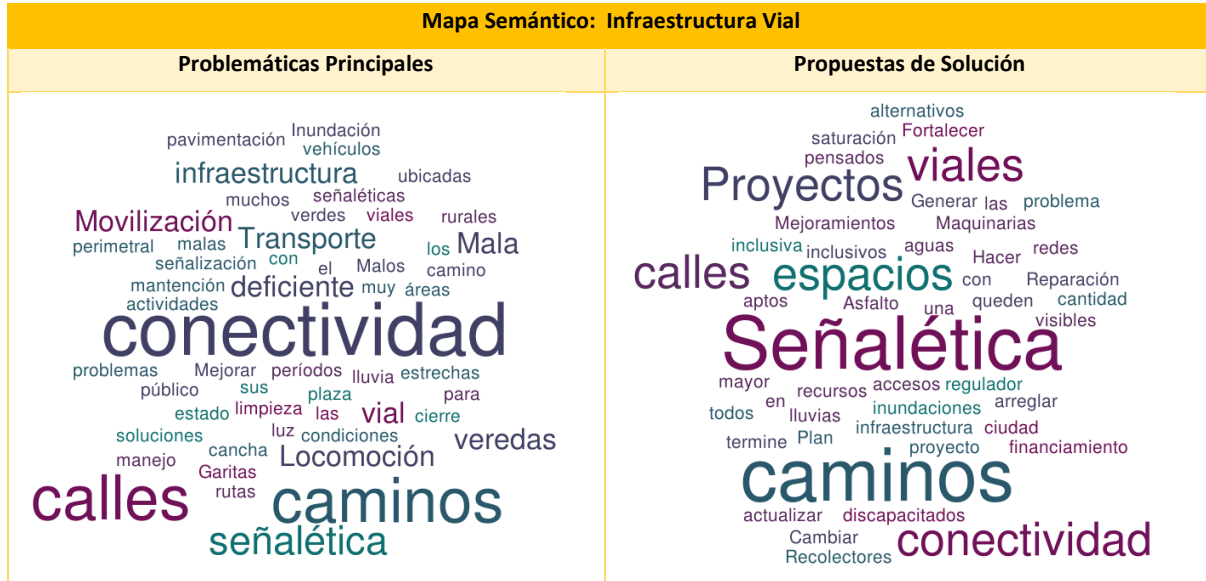 Mapa Semántico: Infraestructura Vial
Problemáticas Principales
pavimentación Inundación
vehículos
infraestructura ubicadas
muchos señaléticas
Movilización verdes viales rurales
perimetral malas Transporte los Mala
señalización con el Malos camino
mantención deficiente muy áreas
actividades
conectividad
problemas Mejorar períodos lluvia estrechas
público sus plaza para
estado limpieza las vial cierre
soluciones luz condiciones veredas
manejo cancha Locomoción
Garitas
calles rutas caminos
señalética
Propuestas de Solución
alternativos
saturación Fortalecer
pensados viales
Proyectos Generar las problema
Mejoramientos Maquinarias
inclusiva inclusivos aguas Hacer redes
calles espacios con Reparación
aptos Asfalto una queden cantidad
visibles
Señalética
mayor recursos accesos regulador
todos en lluvias inundaciones arreglar
infraestructura ciudad
termine Plan proyecto financiamiento
caminos
actualizar discapacitados
Cambiar conectividad
Recolectores